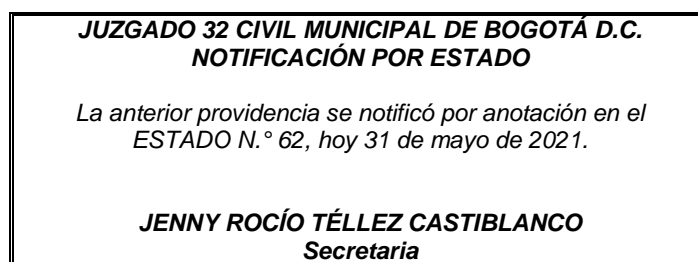 JUZGADO 32 CIVIL MUNICIPAL DE BOGOTÁ D.C.
NOTIFICACIÓN POR ESTADO
La anterior providencia se notificó por anotación en el
ESTADO N.° 62, hoy 31 de mayo de 2021.
JENNY ROCÍO TÉLLEZ CASTIBLANCO
Secretaria